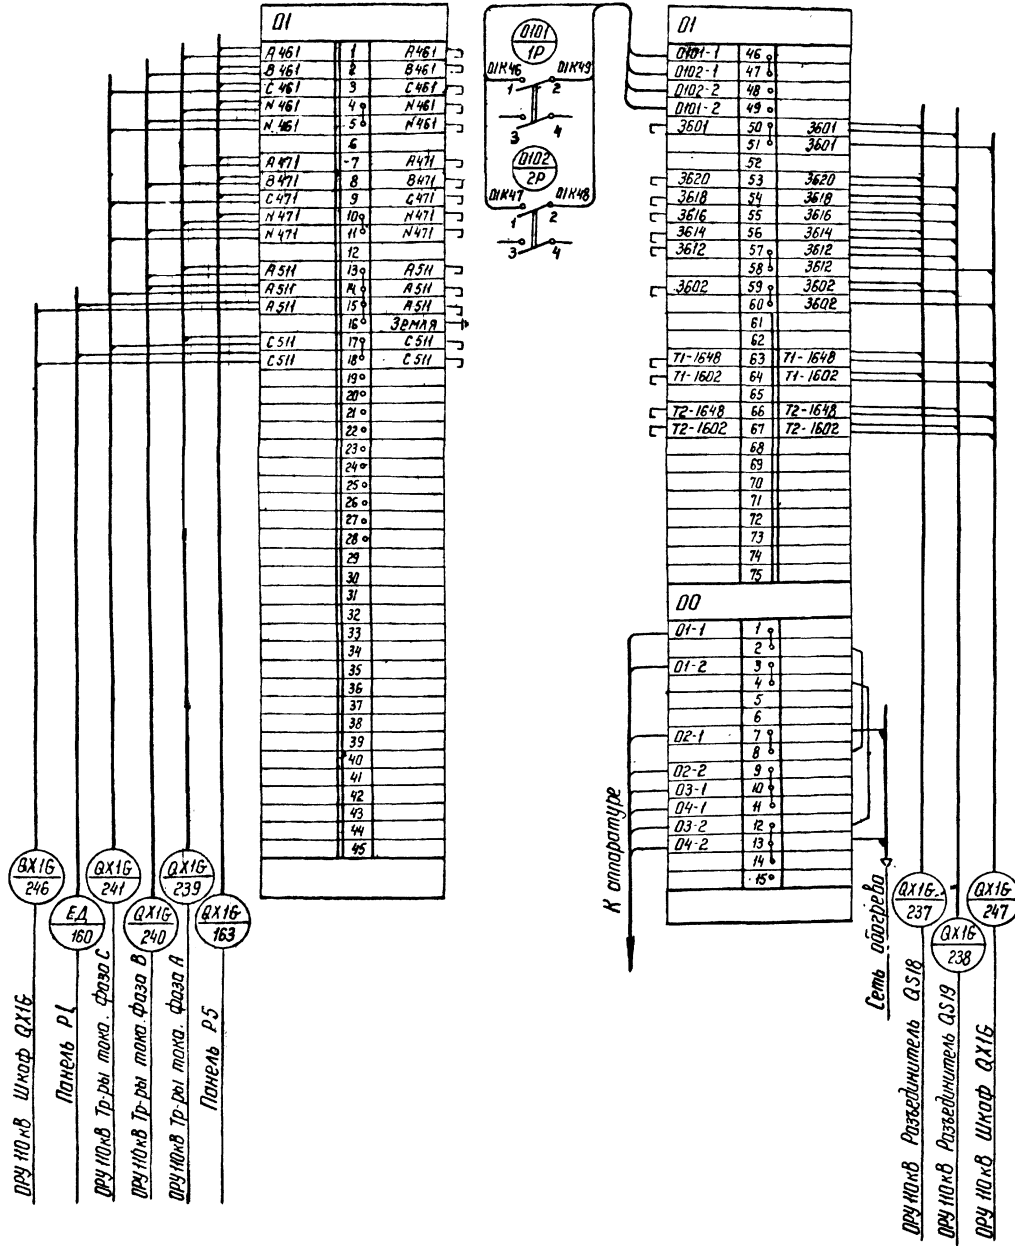 01
A461 1 A461
B461 2 B461
C461 3 C461
N461 4 N461
N461 5 N461
6
A471 7 A471
B471 8 B471
C471 9 C471
N471 10 N471
N471 11 N471
12
A511 13 A511
A511 14 A511
A511 15 A511
16 Земля
C511 17 C511
C511 18 C511
19
20
21
22
23
24
25
26
27
28
29
30
31
32
33
34
35
36
37
38
39
40
41
42
43
44
45
0101
1P
01К46 01К49
1 2
3 4
0102
2P
01К47 01К48
1 2
3 4
01
0101-1 46
0102-1 47
0102-2 48
0101-2 49
3601 50 3601
51 3601
52
3620 53 3620
3618 54 3618
3616 55 3616
3614 56 3614
3612 57 3612
58 3612
3602 59 3602
60 3602
61
62
T1-1648 63 T1-1648
T1-1602 64 T1-1602
65
T2-1648 66 T2-1648
T2-1602 67 T2-1602
68
69
70
71
72
73
74
75
00
01-1 1
2
01-2 3
4
5
6
02-1 7
8
02-2 9
03-1 10
04-1 11
03-2 12
04-2 13
14
15
К аппаратуре
Сеть обогрева
QX1G
246
ЕД
160
QX1G
241
QX1G
240
QX1G
239
QX1G
163
QX1G
237
QX1G
238
QX1G
247
ОРУ 110кВ Шкаф QX1G
Панель Р1
ОРУ 110кВ Тр-ры тока. фаза С
ОРУ 110кВ Тр-ры тока. фаза В
ОРУ 110кВ Тр-ры тока. фаза А
Панель Р5
ОРУ 110кВ Разъединитель QS18
ОРУ 110кВ Разъединитель QS19
ОРУ 110кВ Шкаф QX1G